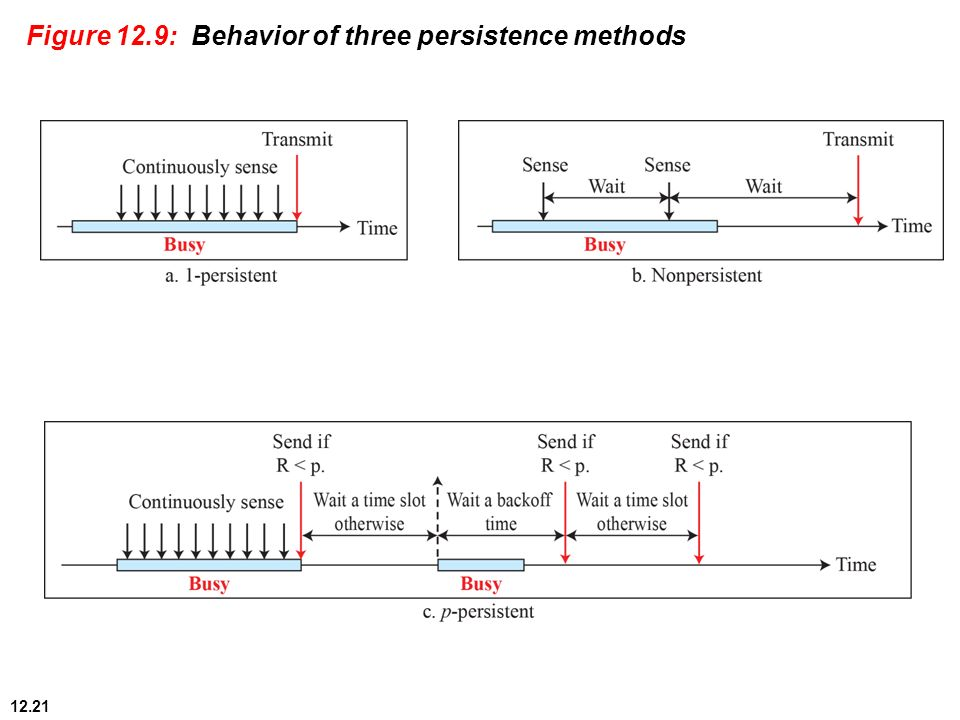 Figure 12.9: Behavior of three persistence methods
Transmit
Continuously sense
Time
Busy
a. 1-persistent
Transmit
Sense
Sense
Wait
Wait
Time
Busy
b. Nonpersistent
Send if
R < p.
Send if
R < p.
Send if
R < p.
Continuously sense
Wait a time slot
otherwise
Wait a backoff
time
Wait a time slot
otherwise
Time
Busy
Busy
c. p-persistent
12.21